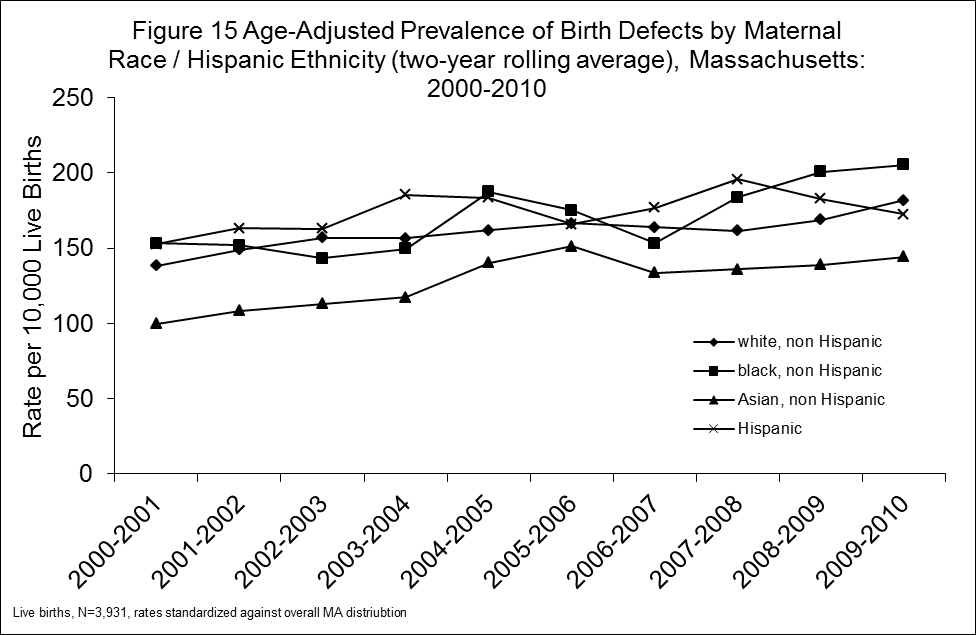 Figure 15 Age-Adjusted Prevalence of Birth Defects by Maternal
Race / Hispanic Ethnicity (two-year rolling average), Massachusetts:
2000-2010
Rate per 10,000 Live Births
250
200
150
100
50
0
white, non Hispanic
black, non Hispanic
Asian, non Hispanic
Hispanic
2000-2001
2001-2002
2002-2003
2003-2004
2004-2005
2005-2006
2006-2007
2007-2008
2008-2009
2009-2010
Live births, N=3,931, rates standardized against overall MA distriubtion